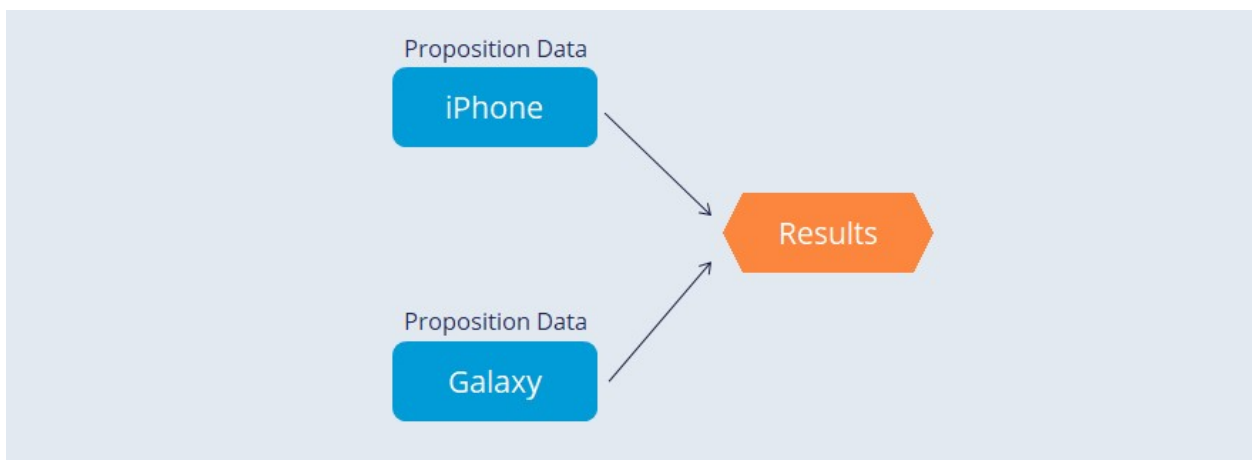 Proposition Data
iPhone
Results
Proposition Data
Galaxy